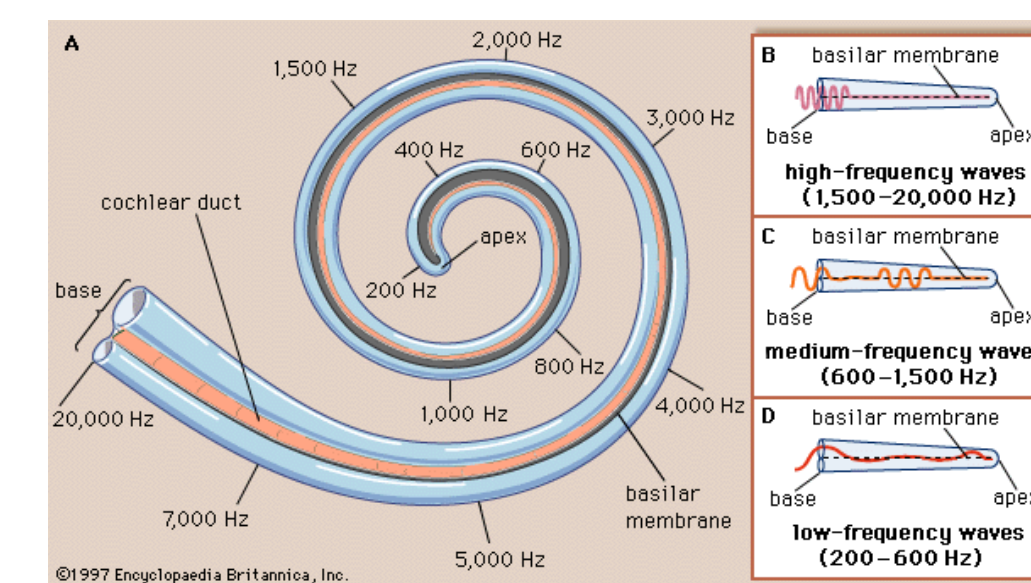 A
2,000 Hz
1,500 Hz
3,000 Hz
400 Hz
600 Hz
cochlear duct
apex
base
200 Hz
800 Hz
1,000 Hz
4,000 Hz
20,000 Hz
basilar
membrane
7,000 Hz
5,000 Hz
©1997 Encyclopaedia Britannica, Inc.
B
basilar membrane
base
apex
high-frequency waves
(1,500-20,000 Hz)
C
basilar membrane
base
apex
medium-frequency wave
(600-1,500 Hz)
D
basilar membrane
base
apex
low-frequency waves
(200-600 Hz)